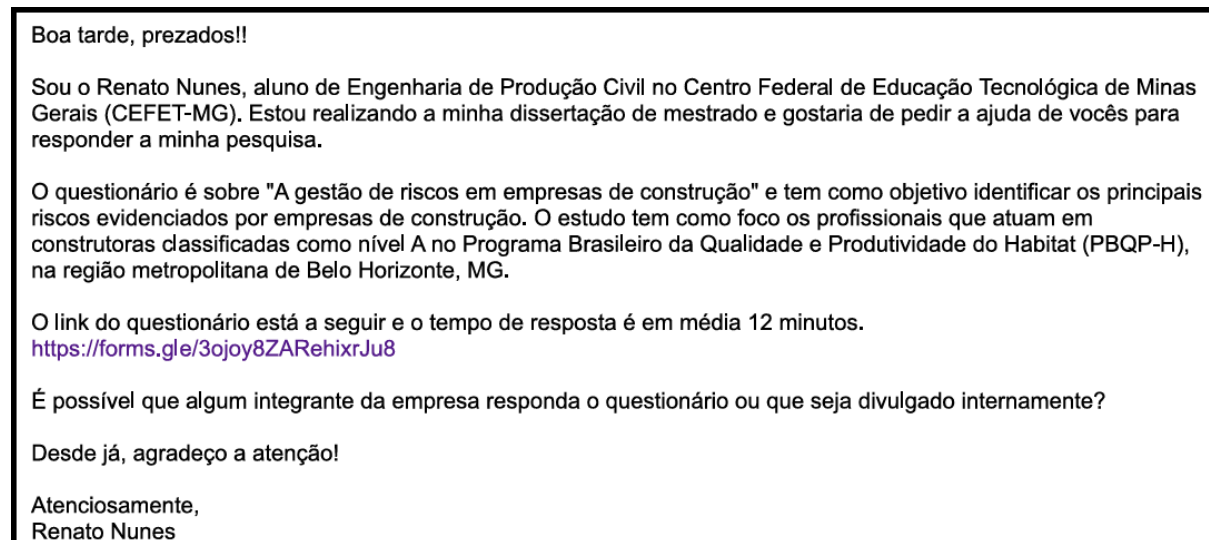 Boa tarde, prezados!!
Sou o Renato Nunes, aluno de Engenharia de Produção Civil no Centro Federal de Educação Tecnológica de Minas
Gerais (CEFET-MG). Estou realizando a minha dissertação de mestrado e gostaria de pedir a ajuda de vocês para
responder a minha pesquisa.
O questionário é sobre "A gestão de riscos em empresas de construção" e tem como objetivo identificar os principais
riscos evidenciados por empresas de construção. O estudo tem como foco os profissionais que atuam em
construtoras classificadas como nível A no Programa Brasileiro da Qualidade e Produtividade do Habitat (PBQP-H),
na região metropolitana de Belo Horizonte, MG.
O link do questionário está a seguir e o tempo de resposta é em média 12 minutos.
https://forms.gle/3ojoy8ZARehixrJu8
É possível que algum integrante da empresa responda o questionário ou que seja divulgado internamente?
Desde já, agradeço a atenção!
Atenciosamente,
Renato Nunes